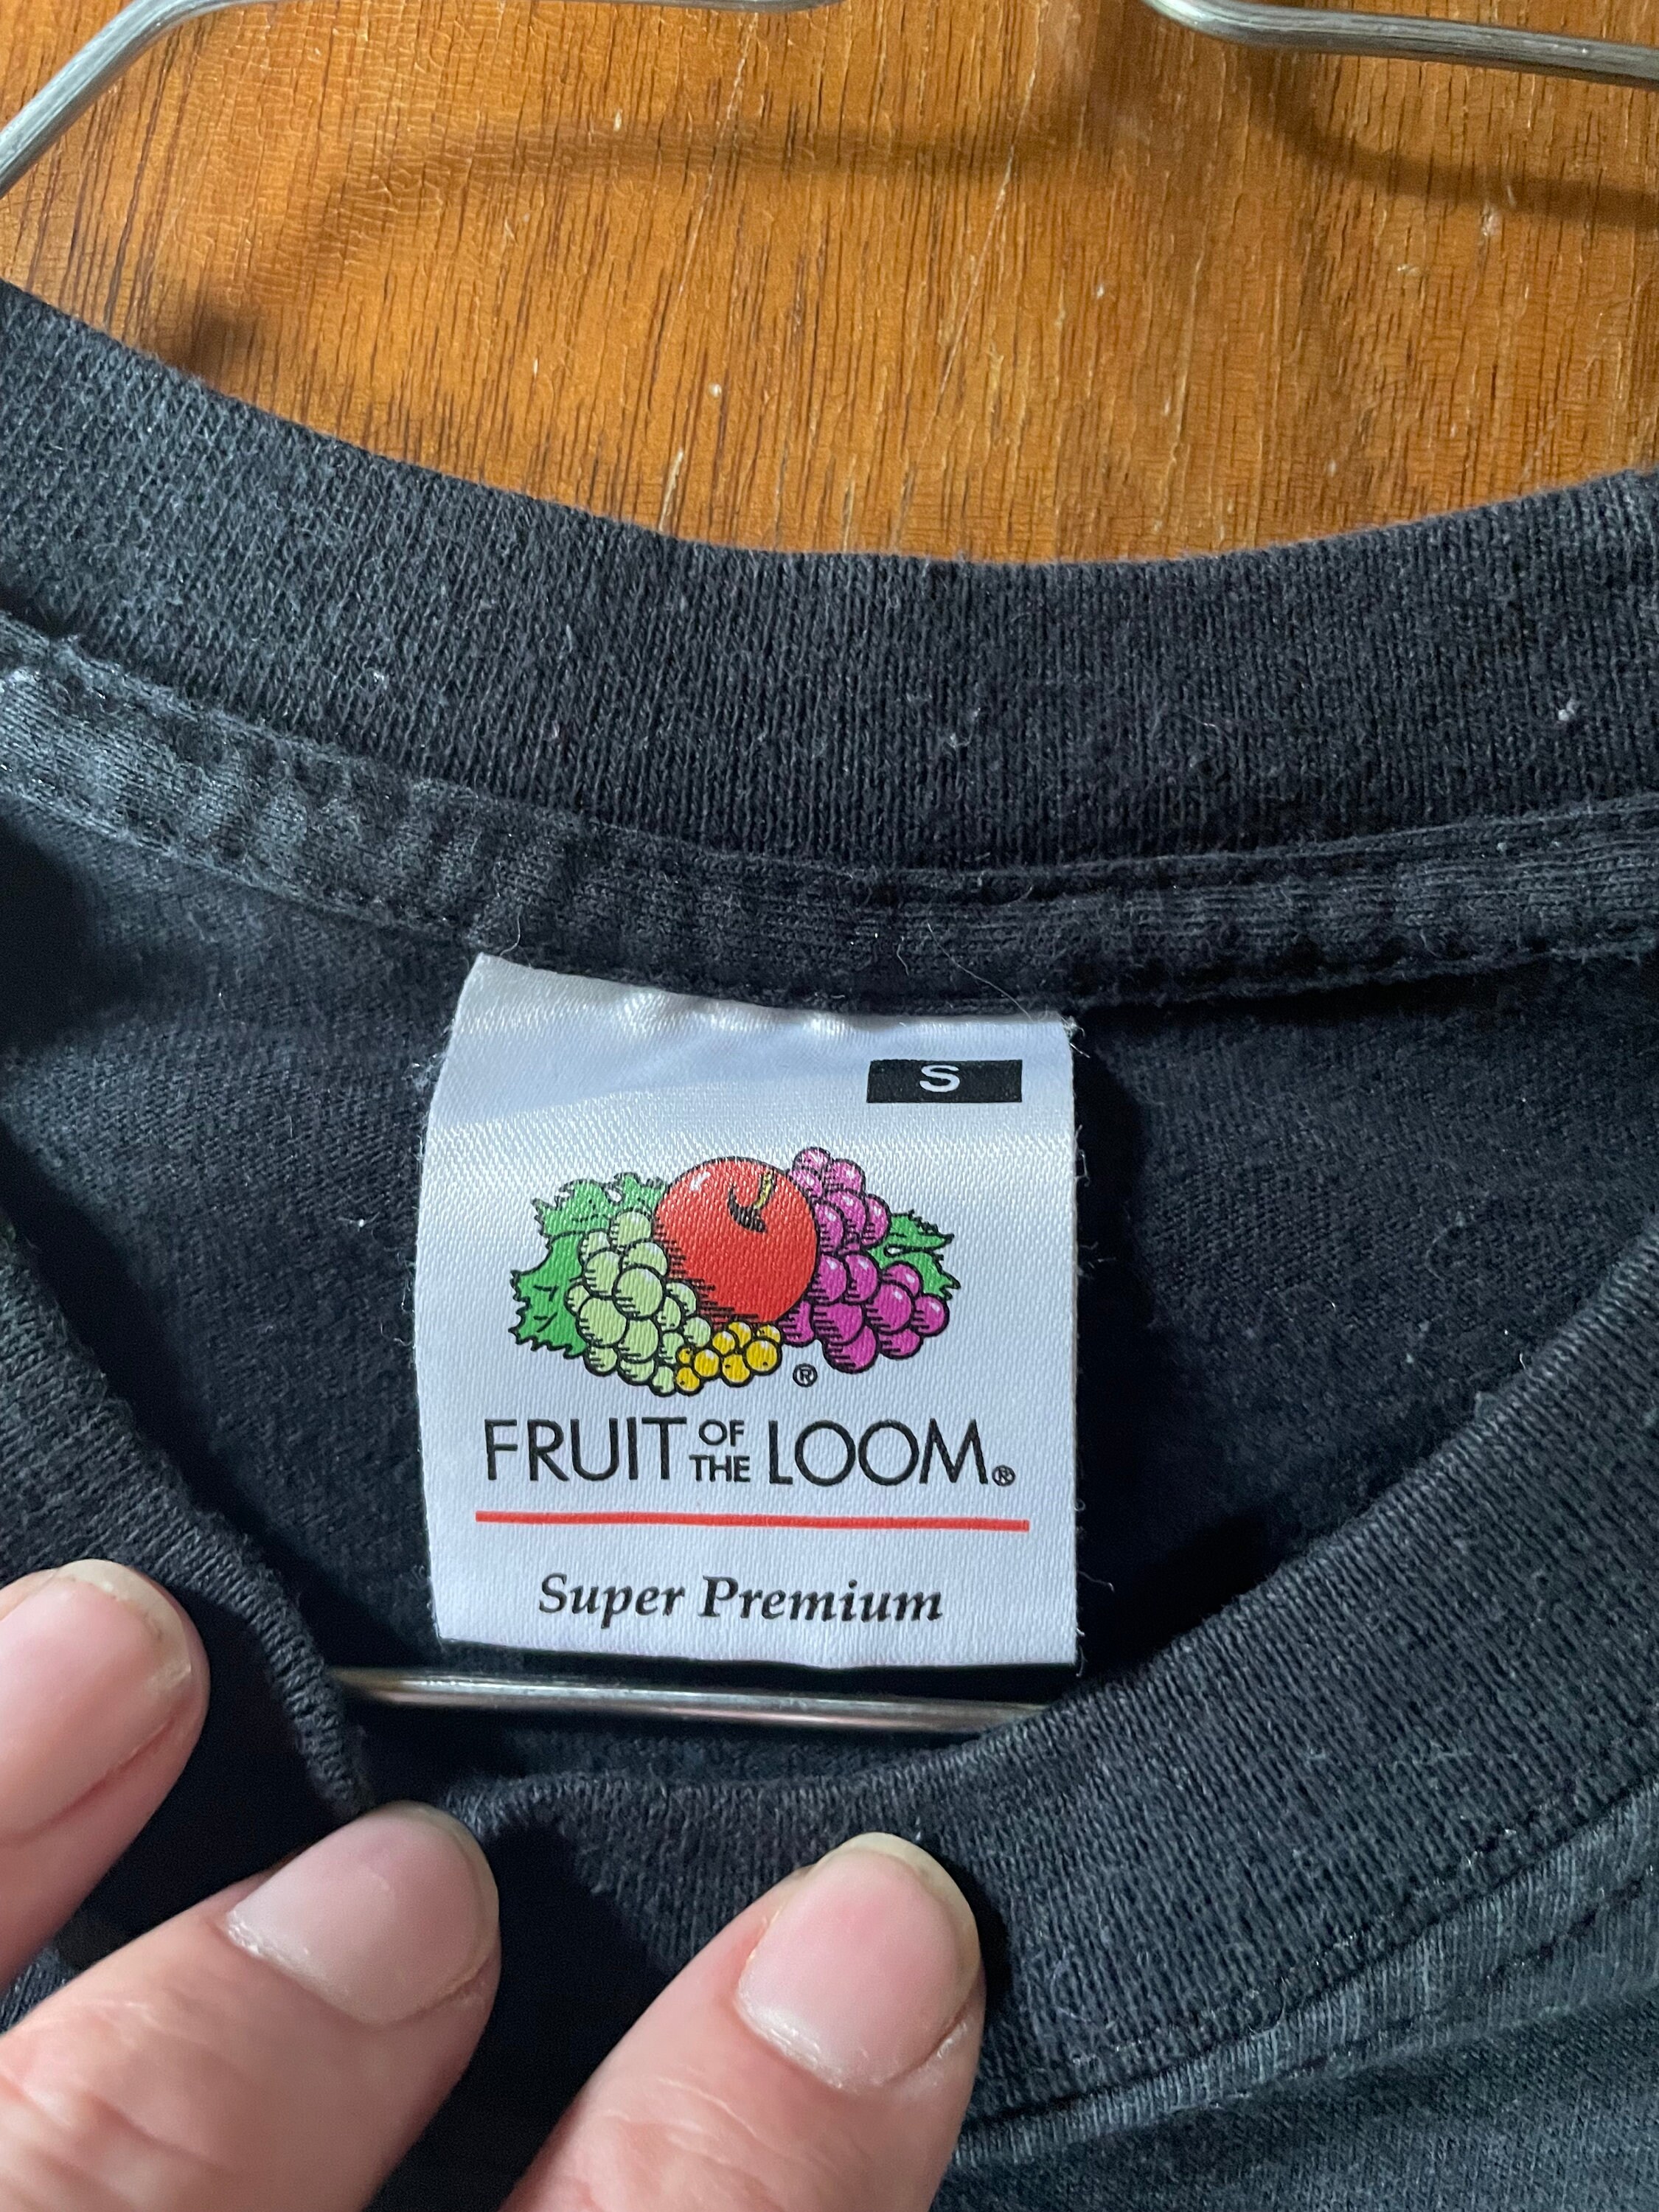 S
®
FRUIT OF THE LOOM®
Super Premium